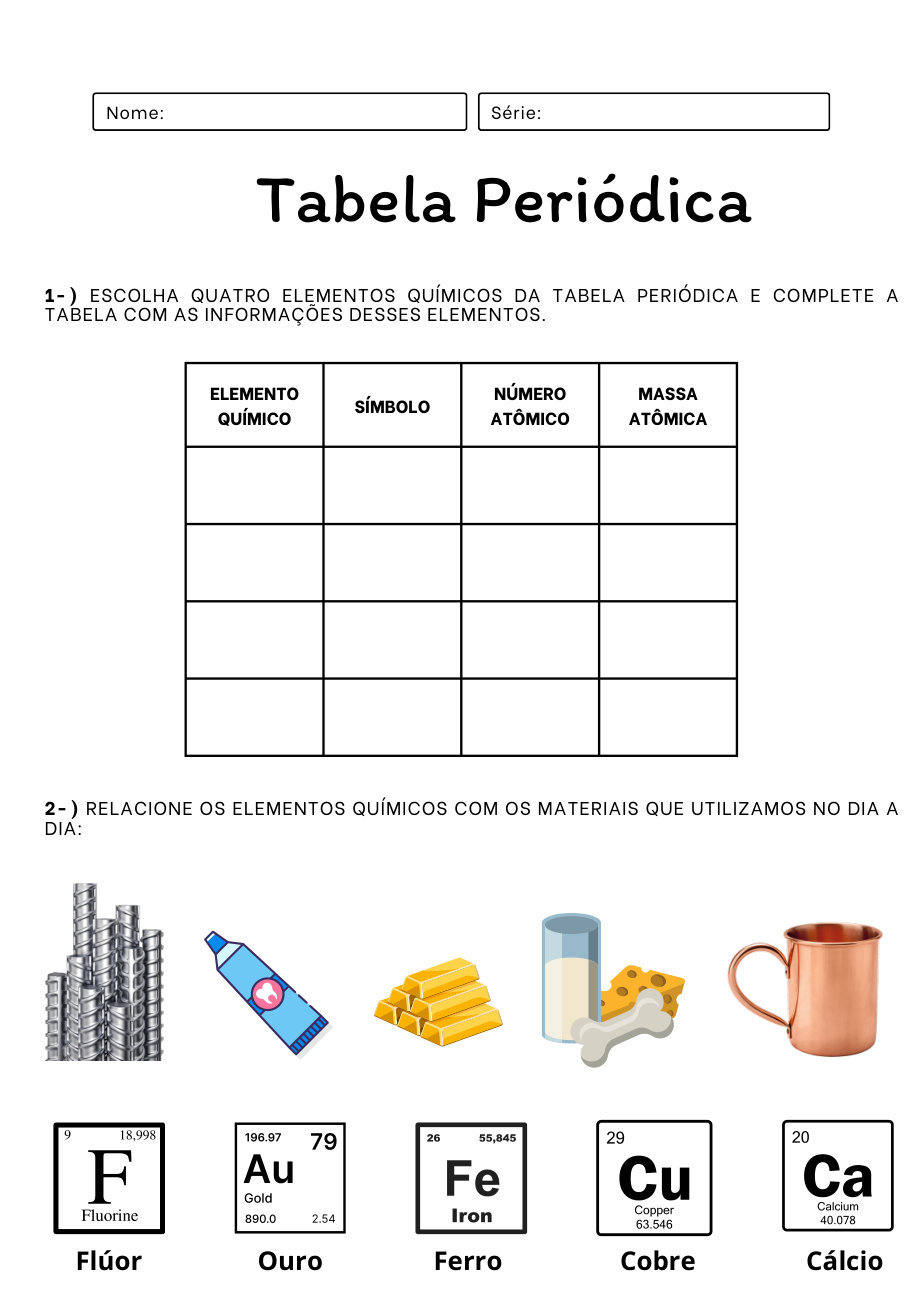 Nome:
Série:
Tabela Periódica
1-) ESCOLHA QUATRO ELEMENTOS QUÍMICOS DA TABELA PERIÓDICA E COMPLETE A
TABELA COM AS INFORMAÇÕES DESSES ELEMENTOS.
ELEMENTO
QUÍMICO
SÍMBOLO
NÚMERO
ATÔMICO
MASSA
ATÔMICA
2-) RELACIONE OS ELEMENTOS QUÍMICOS COM OS MATERIAIS QUE UTILIZAMOS NO DIA A
DIA:
9 18,998
F
Fluorine
Flúor
196.97 79
Au
Gold
890.0 2.54
Ouro
26 55,845
Fe
Iron
Ferro
29
Cu
Copper
63.546
Cobre
20
Ca
Calcium
40.078
Cálcio